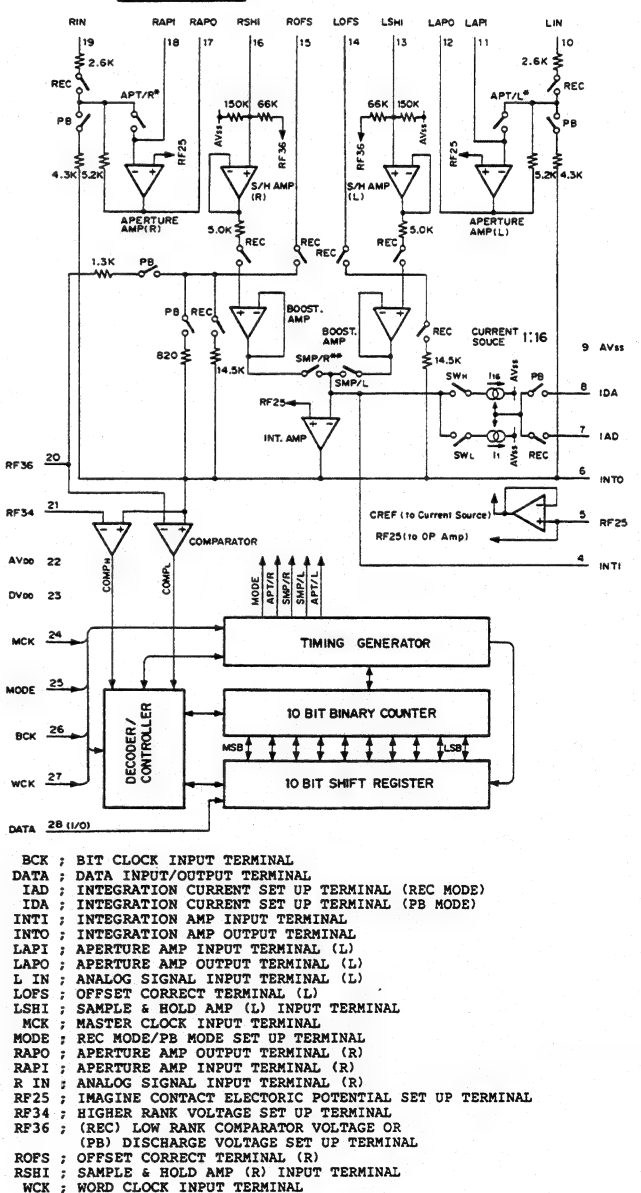 RIN RAPI RAPO RSHI ROFS LOFS LSHI LAPO LAPI LIN
19 18 17 16 15 14 13 12 11 10
2.6K 2.6K
REC APT/R* 150K 66K 66K 150K APT/L* REC
PB AVss RF36 RF36 AVss PB
RF25 RF25
4.3K 5.2K S/H AMP (R) S/H AMP (L) 5.2K 4.3K
APERTURE AMP(R) APERTURE AMP(L)
5.0K 5.0K
REC REC REC REC
1.3K PB
PB REC BOOST. AMP BOOST. AMP REC
CURRENT SOUCE 1:16
9 AVss
820 14.5K SMP/R** SMP/L 14.5K
SWH I16 AVss PB 8 IDA
RF25
INT. AMP
SWL I1 AVss REC 7 IAD
RF36 20
6 INTO
RF34 21
CREF (to Current Source)
5 RF25
RF25(to OP Amp)
COMPARATOR
4 INTI
AVDD 22
COMPH COMPL
DVDD 23
MODE APT/R SMP/R SMP/L APT/L
MCK 24
TIMING GENERATOR
MODE 25
DECODER/ CONTROLLER
10 BIT BINARY COUNTER
BCK 26
MSB LSB
WCK 27
10 BIT SHIFT REGISTER
DATA 28 (I/O)
BCK ; BIT CLOCK INPUT TERMINAL
DATA ; DATA INPUT/OUTPUT TERMINAL
IAD ; INTEGRATION CURRENT SET UP TERMINAL (REC MODE)
IDA ; INTEGRATION CURRENT SET UP TERMINAL (PB MODE)
INTI ; INTEGRATION AMP INPUT TERMINAL
INTO ; INTEGRATION AMP OUTPUT TERMINAL
LAPI ; APERTURE AMP INPUT TERMINAL (L)
LAPO ; APERTURE AMP OUTPUT TERMINAL (L)
L IN ; ANALOG SIGNAL INPUT TERMINAL (L)
LOFS ; OFFSET CORRECT TERMINAL (L)
LSHI ; SAMPLE & HOLD AMP (L) INPUT TERMINAL
MCK ; MASTER CLOCK INPUT TERMINAL
MODE ; REC MODE/PB MODE SET UP TERMINAL
RAPO ; APERTURE AMP OUTPUT TERMINAL (R)
RAPI ; APERTURE AMP INPUT TERMINAL (R)
R IN ; ANALOG SIGNAL INPUT TERMINAL (R)
RF25 ; IMAGINE CONTACT ELECTORIC POTENTIAL SET UP TERMINAL
RF34 ; HIGHER RANK VOLTAGE SET UP TERMINAL
RF36 ; (REC) LOW RANK COMPARATOR VOLTAGE OR
(PB) DISCHARGE VOLTAGE SET UP TERMINAL
ROFS ; OFFSET CORRECT TERMINAL (R)
RSHI ; SAMPLE & HOLD AMP (R) INPUT TERMINAL
WCK ; WORD CLOCK INPUT TERMINAL